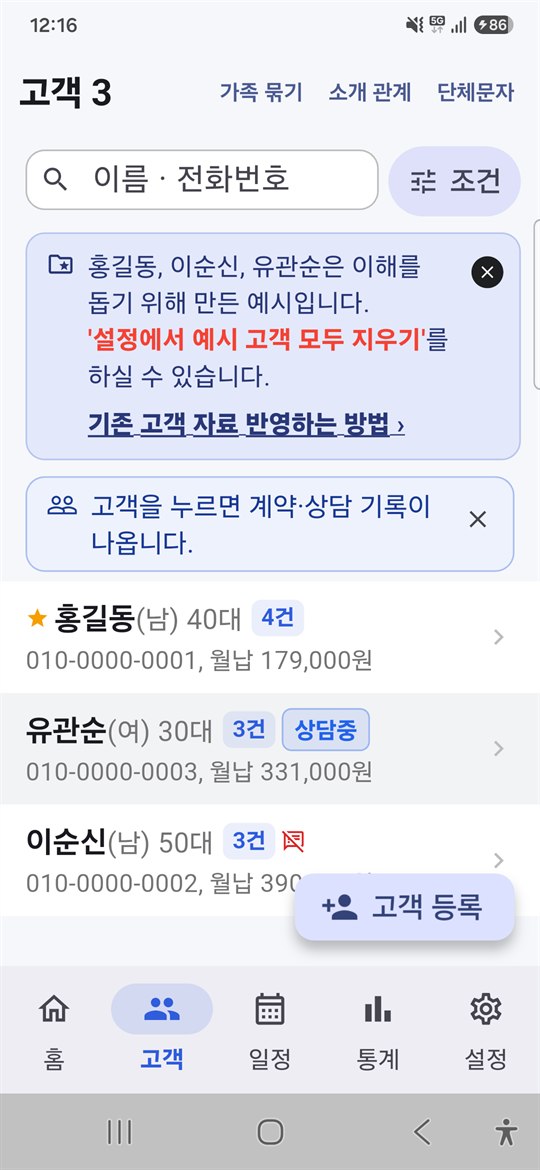 12:16 5G 86
고객 3 가족 묶기 소개 관계 단체문자
이름 · 전화번호 조건
홍길동, 이순신, 유관순은 이해를
돕기 위해 만든 예시입니다.
'설정에서 예시 고객 모두 지우기'를
하실 수 있습니다.
기존 고객 자료 반영하는 방법 ›
고객을 누르면 계약·상담 기록이
나옵니다.
홍길동(남) 40대 4건
010-0000-0001, 월납 179,000원
유관순(여) 30대 3건 상담중
010-0000-0003, 월납 331,000원
이순신(남) 50대 3건
010-0000-0002, 월납 390
고객 등록
홈 고객 일정 통계 설정